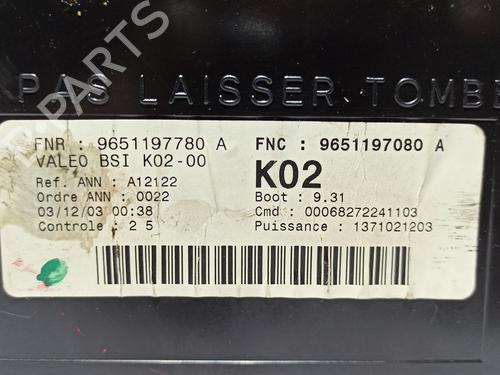 PAS LAISSER TOMBE
FNR : 9651197780 A FNC : 9651197080 A
VALEO BSI K02-00 K02
Ref. ANN : A12122 Boot : 9.31
Ordre ANN : 0022 Cmd : 00068272241103
03/12/03 00:38 Puissance : 1371021203
Controle : 2 5
B-PARTS